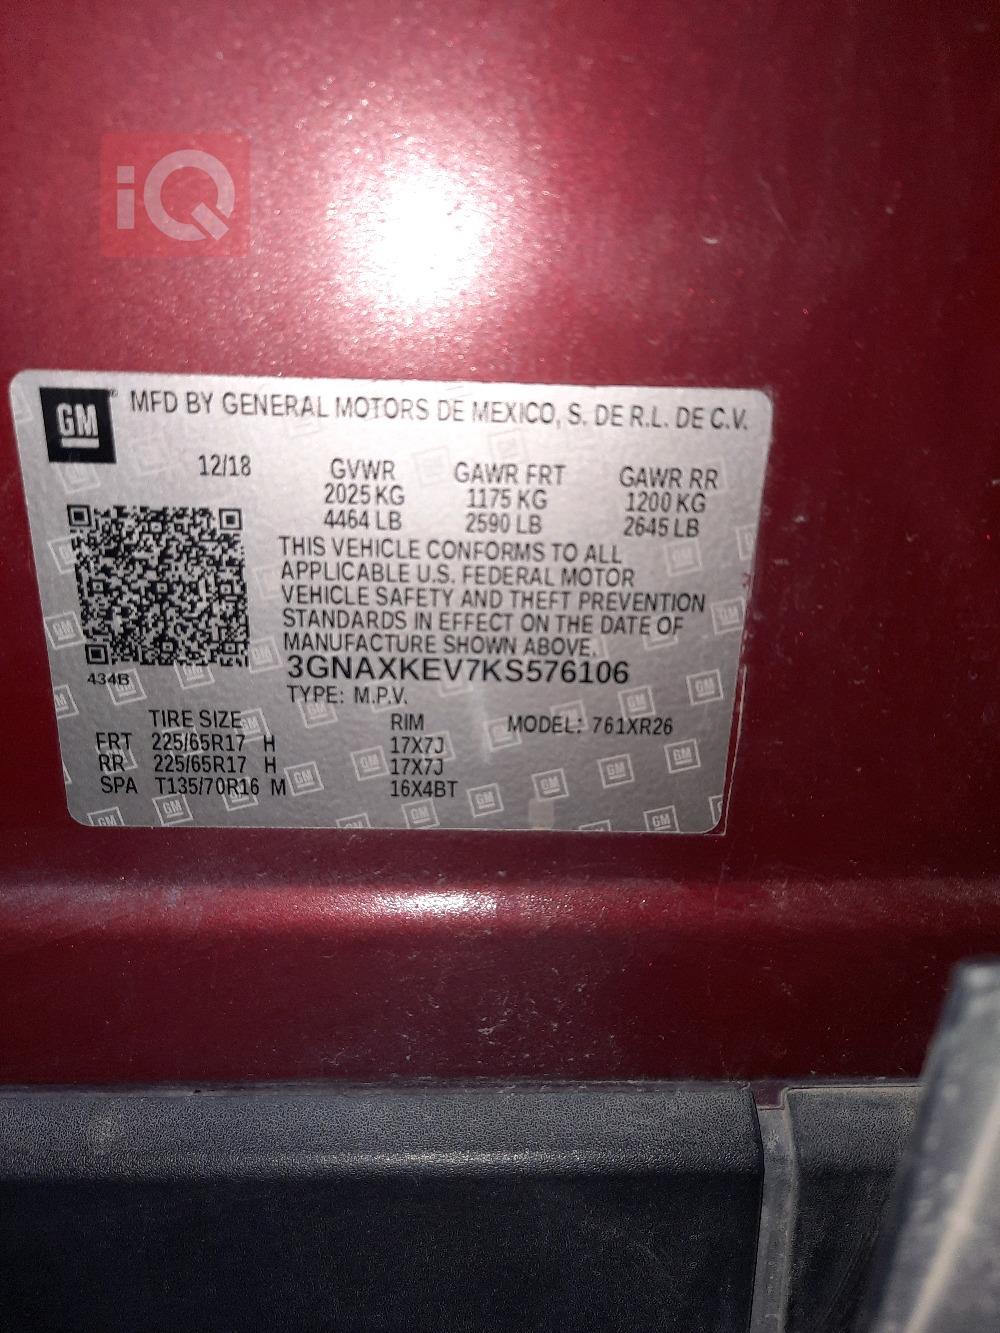 iQ
GM MFD BY GENERAL MOTORS DE MEXICO, S. DE R.L. DE C.V.
12/18 GVWR GAWR FRT GAWR RR
2025 KG 1175 KG 1200 KG
4464 LB 2590 LB 2645 LB
THIS VEHICLE CONFORMS TO ALL
APPLICABLE U.S. FEDERAL MOTOR
VEHICLE SAFETY AND THEFT PREVENTION
STANDARDS IN EFFECT ON THE DATE OF
MANUFACTURE SHOWN ABOVE.
434B 3GNAXKEV7KS576106
TYPE: M.P.V.
TIRE SIZE RIM MODEL: 761XR26
FRT 225/65R17 H 17X7J
RR 225/65R17 H 17X7J
SPA T135/70R16 M 16X4BT